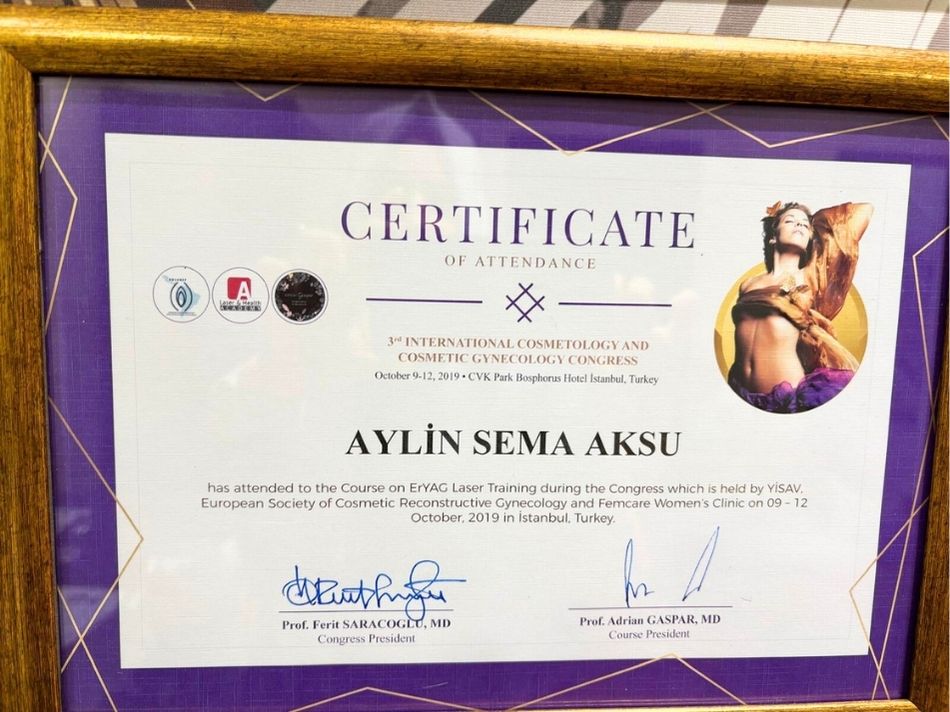 CERTIFICATE
OF ATTENDANCE
A
Laser & Health
ACADEMY
3rd INTERNATIONAL COSMETOLOGY AND
COSMETIC GYNECOLOGY CONGRESS
October 9-12, 2019 • CVK Park Bosphorus Hotel İstanbul, Turkey
AYLİN SEMA AKSU
has attended to the Course on ErYAG Laser Training during the Congress which is held by YİSAV,
European Society of Cosmetic Reconstructive Gynecology and Femcare Women's Clinic on 09 – 12
October, 2019 in İstanbul, Turkey.
Prof. Ferit SARACOGLU, MD
Congress President
Prof. Adrian GASPAR, MD
Course President